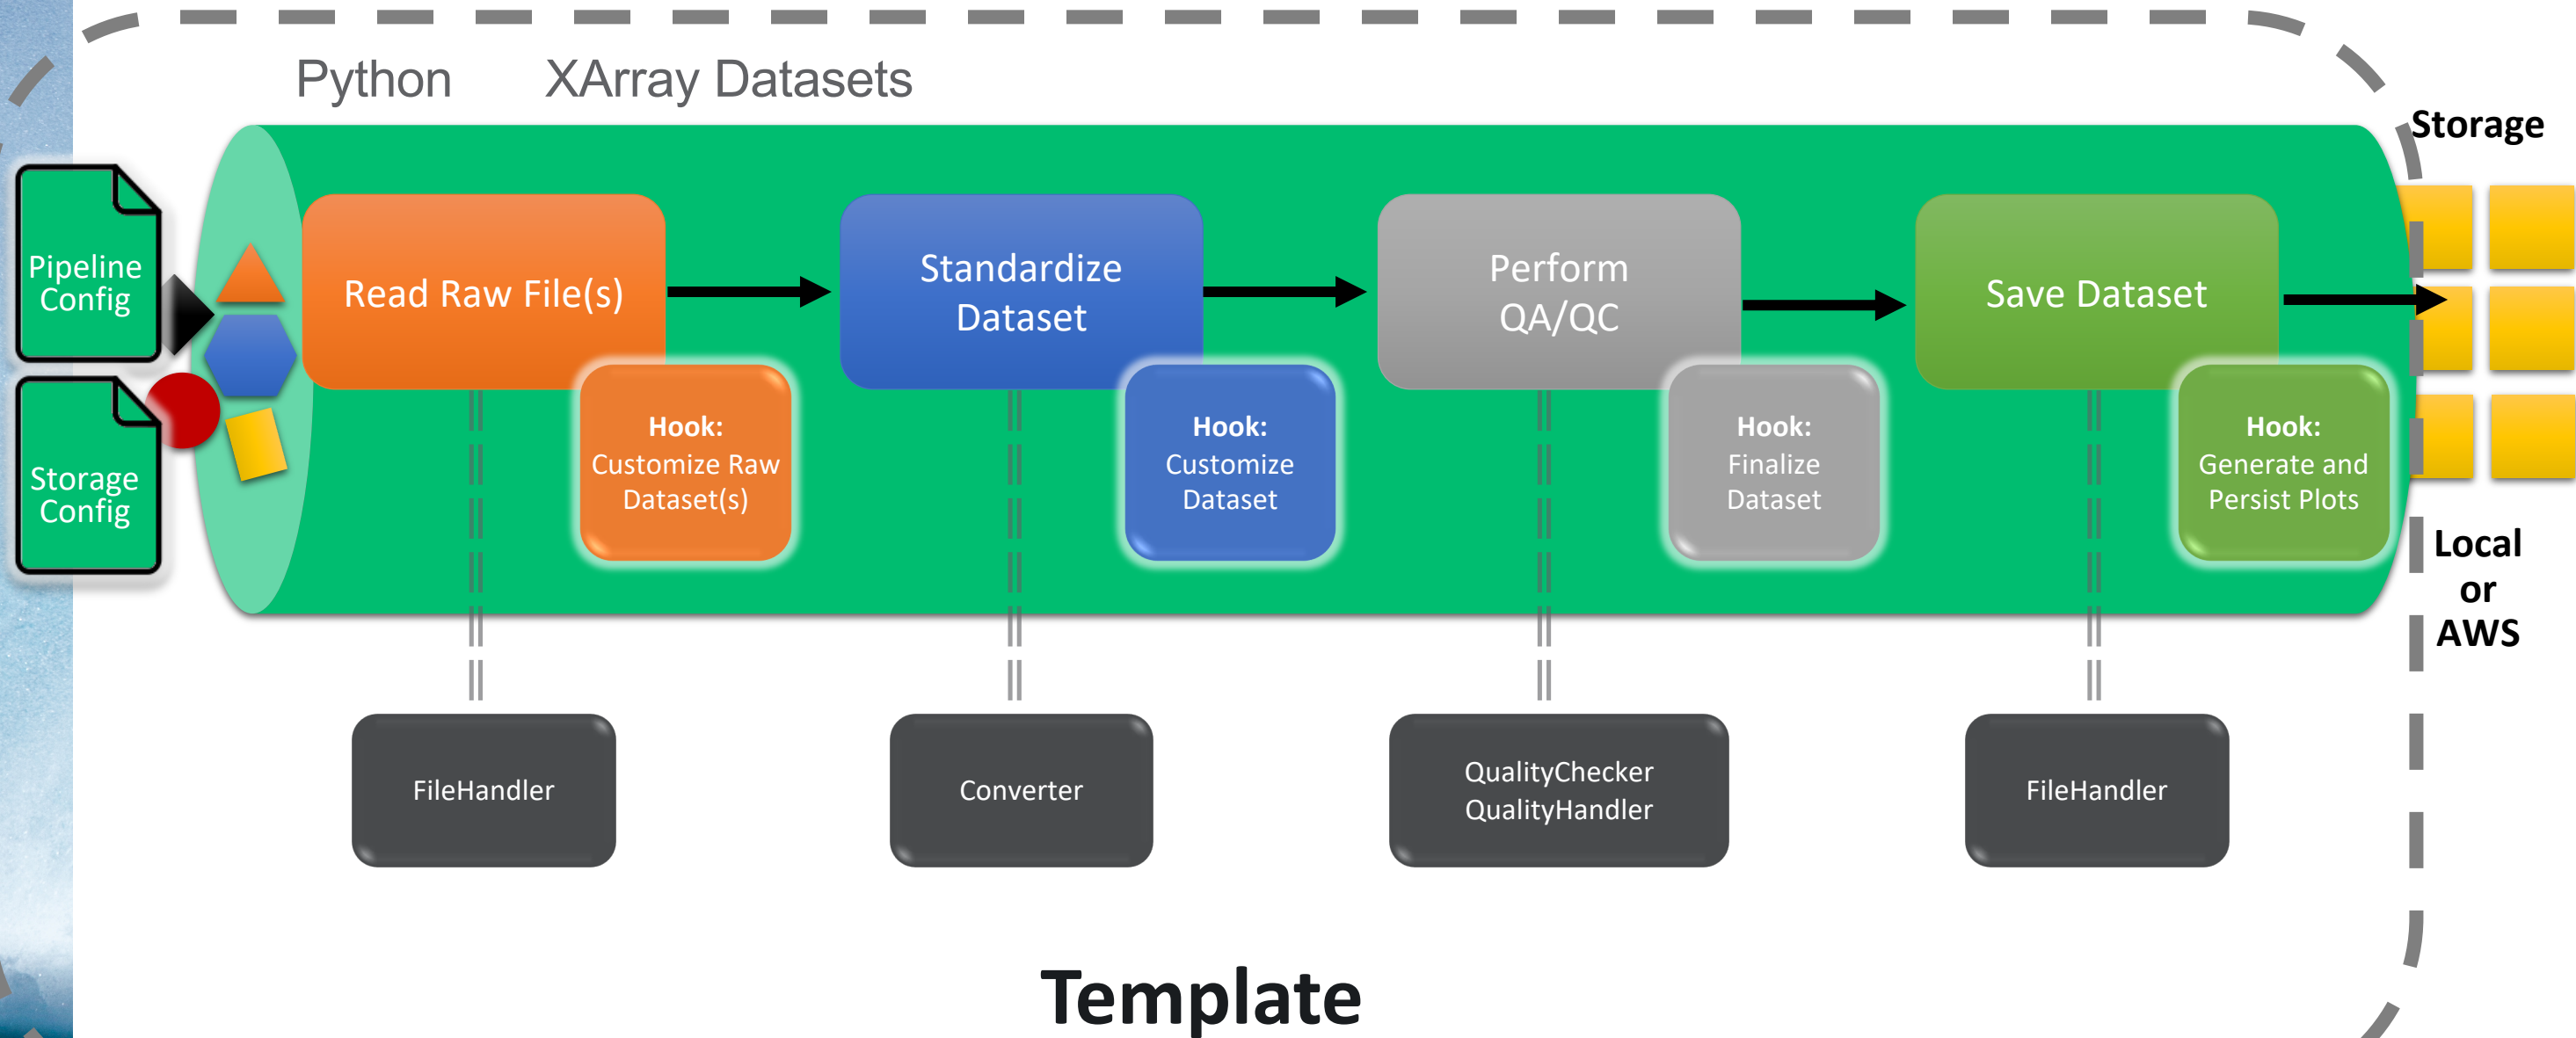 Python XArray Datasets
Storage
Pipeline
Config
Storage
Config
Read Raw File(s)
Standardize
Dataset
Perform
QA/QC
Save Dataset
Hook:
Customize Raw
Dataset(s)
Hook:
Customize
Dataset
Hook:
Finalize
Dataset
Hook:
Generate and
Persist Plots
Local
or
AWS
FileHandler
Converter
QualityChecker
QualityHandler
FileHandler
Template